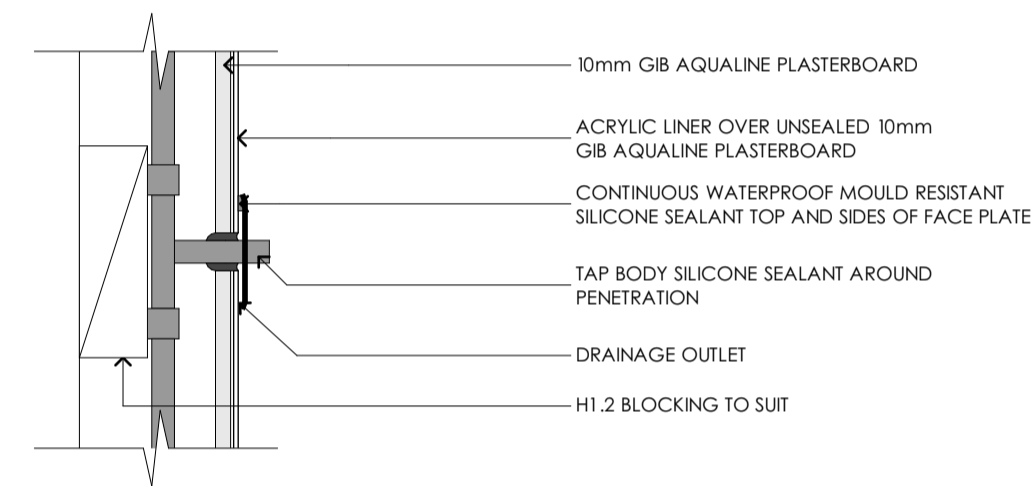 10mm GIB AQUALINE PLASTERBOARD
ACRYLIC LINER OVER UNSEALED 10mm
GIB AQUALINE PLASTERBOARD
CONTINUOUS WATERPROOF MOULD RESISTANT
SILICONE SEALANT TOP AND SIDES OF FACE PLATE
TAP BODY SILICONE SEALANT AROUND
PENETRATION
DRAINAGE OUTLET
H1.2 BLOCKING TO SUIT